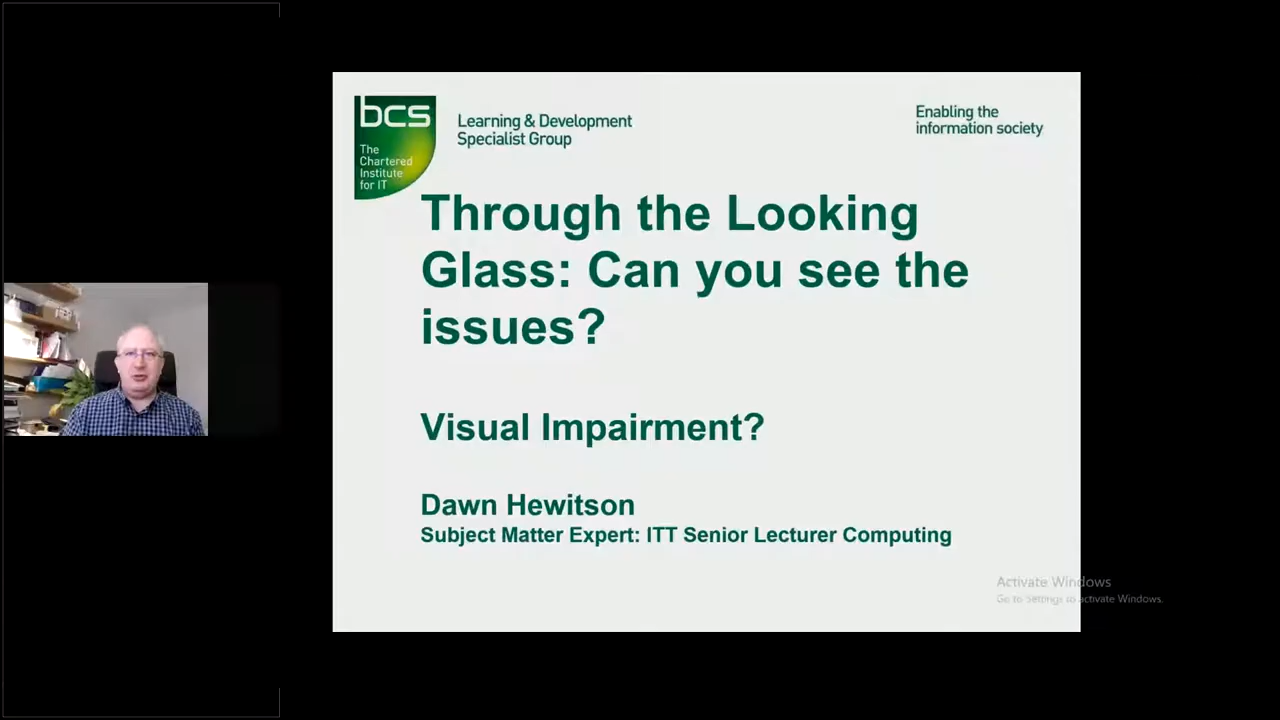 bcs
The
Chartered
Institute
for IT
Learning & Development
Specialist Group
Enabling the
information society
Through the Looking
Glass: Can you see the
issues?
Visual Impairment?
Dawn Hewitson
Subject Matter Expert: ITT Senior Lecturer Computing
Activate Windows
Go to Settings to activate Windows.